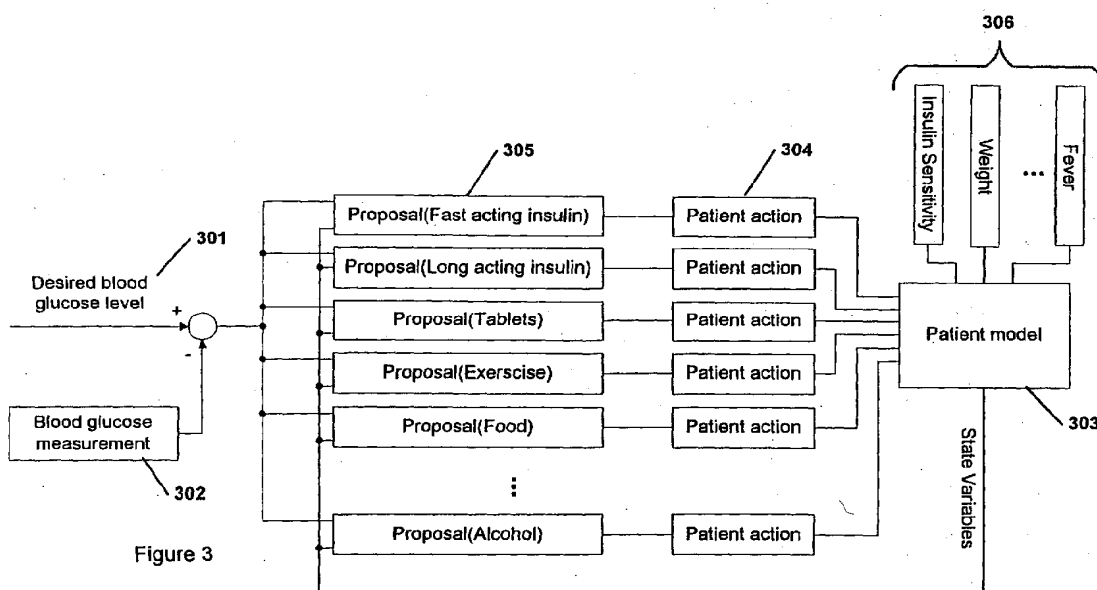 306
Insulin Sensitivity
Weight
...
Fever
305
304
301
Desired blood
glucose level
+
-
Blood glucose
measurement
302
Proposal(Fast acting insulin)
Patient action
Proposal(Long acting insulin)
Patient action
Proposal(Tablets)
Patient action
Proposal(Exerscise)
Patient action
Proposal(Food)
Patient action
...
Proposal(Alcohol)
Patient action
Patient model
303
State Variables
Figure 3